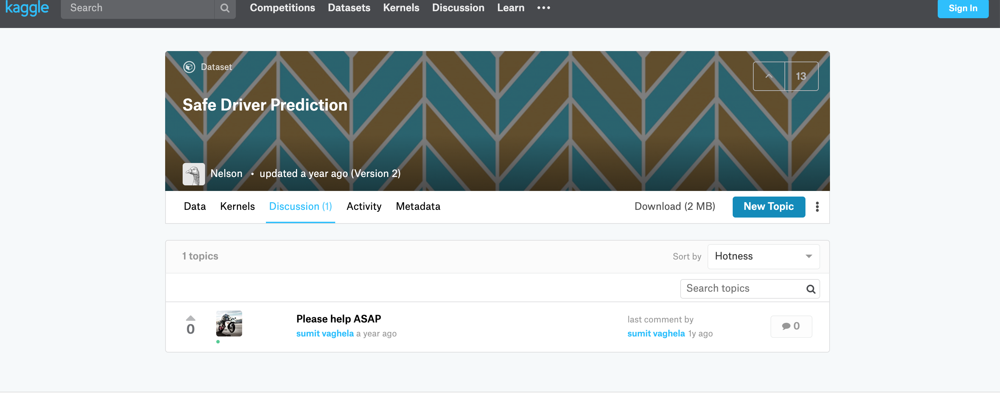 kaggle
Search
Competitions Datasets Kernels Discussion Learn •••
Sign In
Dataset
13
Safe Driver Prediction
Nelson • updated a year ago (Version 2)
Data Kernels Discussion (1) Activity Metadata Download (2 MB) New Topic
1 topics Sort by Hotness
Search topics
0
Please help ASAP
sumit vaghela a year ago
last comment by
sumit vaghela 1y ago
0